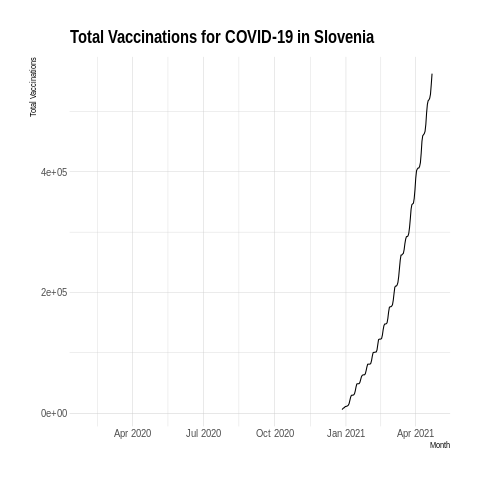 Total Vaccinations for COVID-19 in Slovenia
Total Vaccinations
4e+05
2e+05
0e+00
Apr 2020 Jul 2020 Oct 2020 Jan 2021 Apr 2021
Month